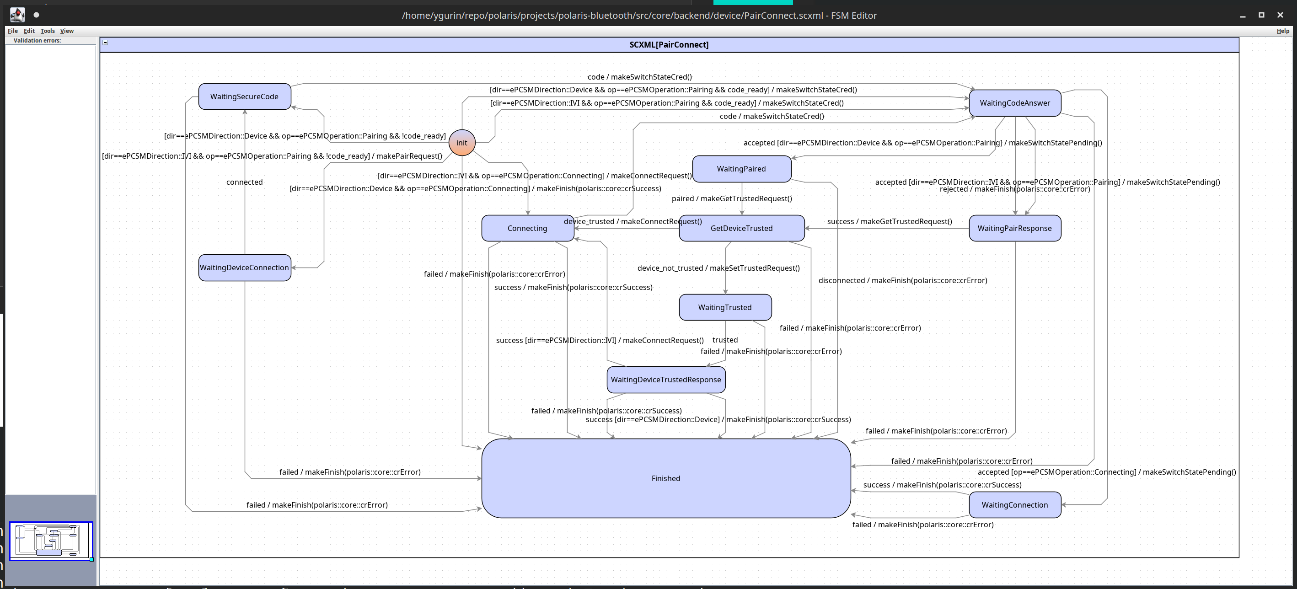 /home/ygurin/repo/polaris/projects/polaris-bluetooth/src/core/backend/device/PairConnect.scxml - FSM Editor
File Edit Tools View Help
Validation errors:
SCXML[PairConnect]
code / makeSwitchStateCred()
[dir==ePCSMDirection::Device && op==ePCSMOperation::Pairing && code_ready] / makeSwitchStateCred()
WaitingSecureCode
[dir==ePCSMDirection::IVI && op==ePCSMOperation::Pairing && code_ready] / makeSwitchStateCred()
WaitingCodeAnswer
code / makeSwitchStateCred()
[dir==ePCSMDirection::Device && op==ePCSMOperation::Pairing && !code_ready]
init
accepted [dir==ePCSMDirection::Device && op==ePCSMOperation::Pairing] / makeSwitchStatePending()
[dir==ePCSMDirection::IVI && op==ePCSMOperation::Pairing && !code_ready] / makePairRequest()
WaitingPaired
[dir==ePCSMDirection::IVI && op==ePCSMOperation::Connecting] / makeConnectRequest()
connected
accepted [dir==ePCSMDirection::IVI && op==ePCSMOperation::Pairing] / makeSwitchStatePending()
[dir==ePCSMDirection::Device && op==ePCSMOperation::Connecting] / makeFinish(polaris::core::crSuccess)
rejected / makeFinish(polaris::core::crError)
paired / makeGetTrustedRequest()
device_trusted / makeConnectRequest()
success / makeGetTrustedRequest()
Connecting
GetDeviceTrusted
WaitingPairResponse
WaitingDeviceConnection
device_not_trusted / makeSetTrustedRequest()
failed / makeFinish(polaris::core::crError)
disconnected / makeFinish(polaris::core::crError)
success / makeFinish(polaris::core::crSuccess)
WaitingTrusted
failed / makeFinish(polaris::core::crError)
success [dir==ePCSMDirection::IVI] / makeConnectRequest()
trusted
failed / makeFinish(polaris::core::crError)
WaitingDeviceTrustedResponse
failed / makeFinish(polaris::core::crSuccess)
success [dir==ePCSMDirection::Device] / makeFinish(polaris::core::crSuccess)
failed / makeFinish(polaris::core::crError)
failed / makeFinish(polaris::core::crError)
failed / makeFinish(polaris::core::crError)
accepted [op==ePCSMOperation::Connecting] / makeSwitchStatePending()
Finished
success / makeFinish(polaris::core::crSuccess)
failed / makeFinish(polaris::core::crError)
WaitingConnection
failed / makeFinish(polaris::core::crError)